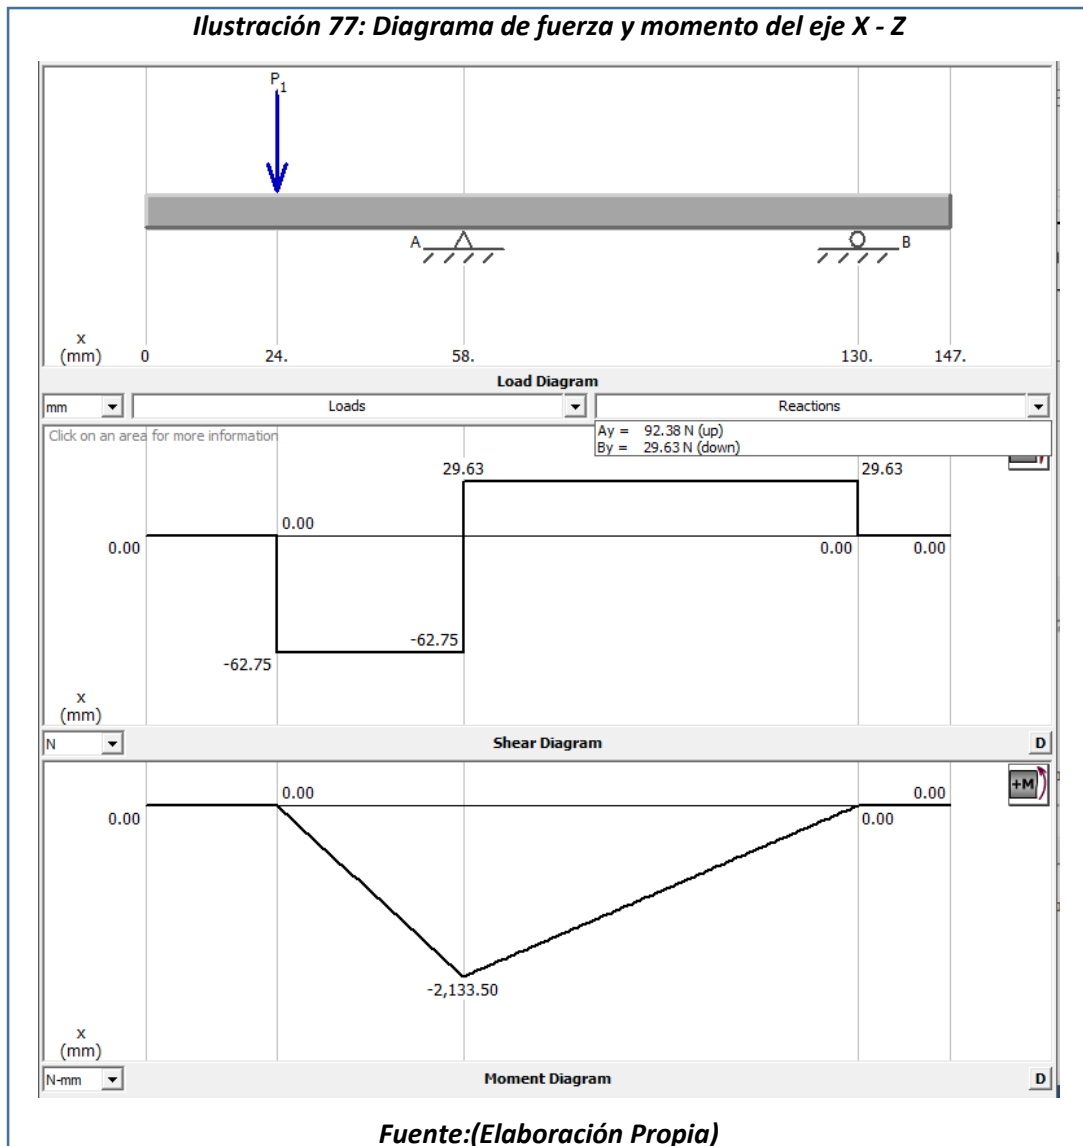 Ilustración 77: Diagrama de fuerza y momento del eje X - Z
P1
A
B
x
(mm) 0 24. 58. 130. 147.
Load Diagram
mm Loads Reactions
Click on an area for more information
Ay = 92.38 N (up)
By = 29.63 N (down)
29.63 29.63
0.00
0.00 0.00 0.00
-62.75
-62.75
x
(mm)
N Shear Diagram D
+M
0.00 0.00
0.00 0.00
-2,133.50
x
(mm)
N-mm Moment Diagram D
Fuente:(Elaboración Propia)